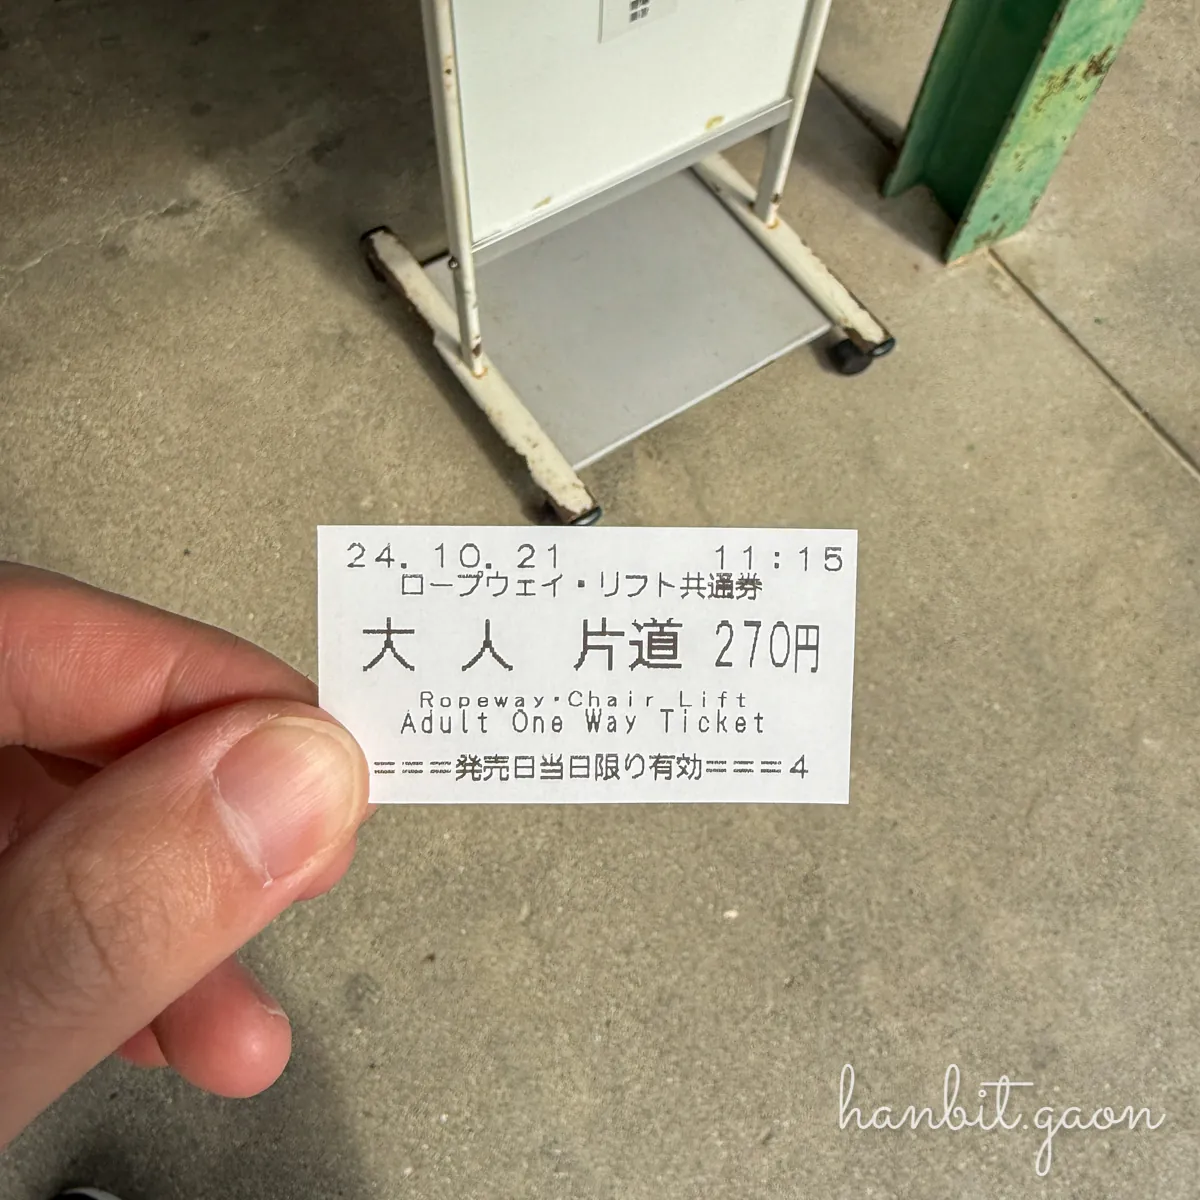 24.10.21 11:15
ロープウェイ・リフト共通券
大人 片道 270円
Ropeway・Chair Lift
Adult One Way Ticket
---発売日当日限り有効---4
hanbit.gaon